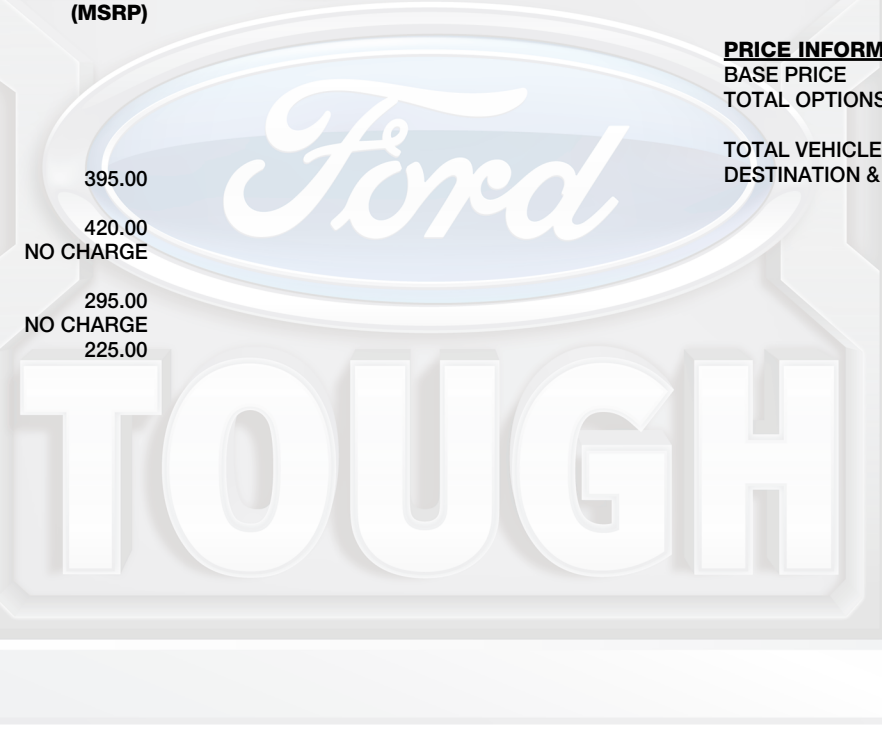 (MSRP)
395.00
420.00
NO CHARGE
295.00
NO CHARGE
225.00
PRICE INFORM
BASE PRICE
TOTAL OPTIONS
TOTAL VEHICLE
DESTINATION &
Ford
TOUGH